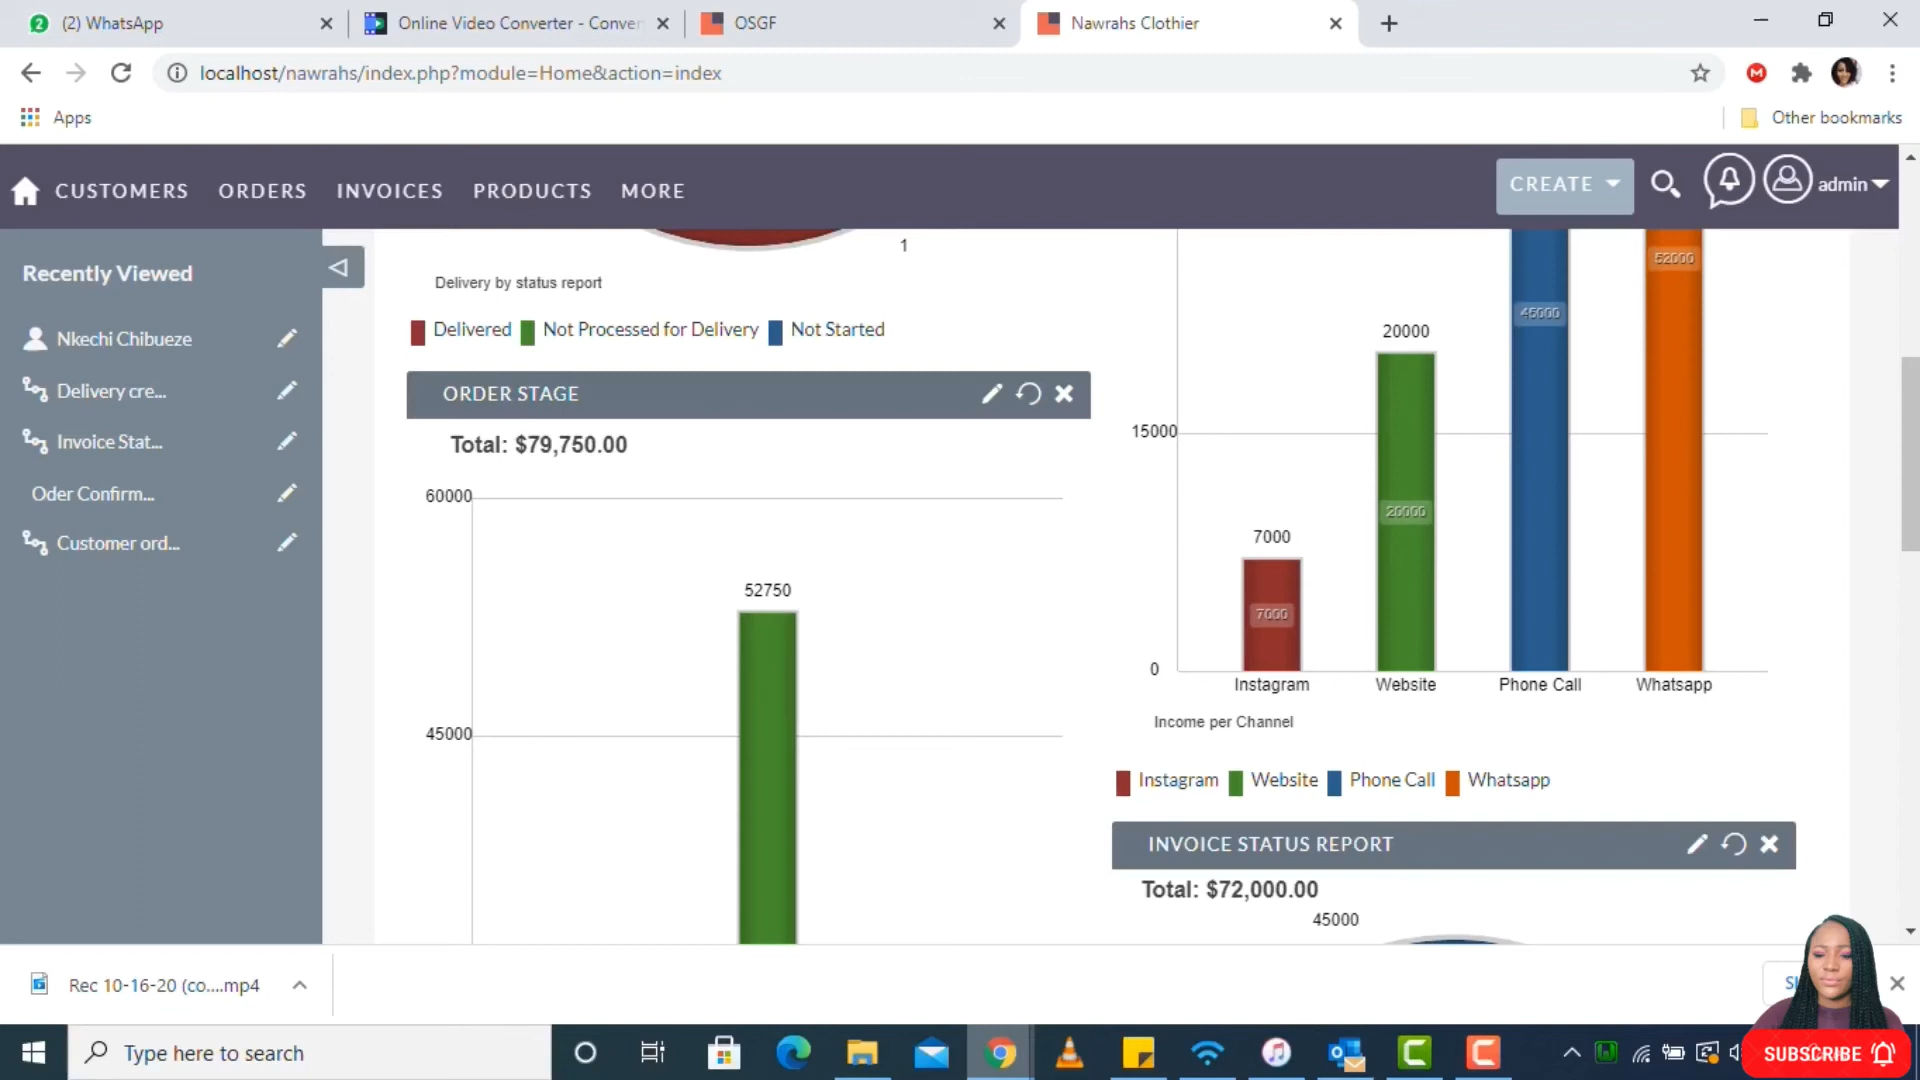 (2) WhatsApp
Online Video Converter - Conver
OSGF
Nawrahs Clothier
localhost/nawrahs/index.php?module=Home&action=index
Apps
Other bookmarks
CUSTOMERS ORDERS INVOICES PRODUCTS MORE
CREATE
admin
Recently Viewed
Nkechi Chibueze
Delivery cre...
Invoice Stat...
Oder Confirm...
Customer ord...
1
Delivery by status report
Delivered Not Processed for Delivery Not Started
ORDER STAGE
Total: $79,750.00
60000
52750
45000
52000
45000
20000
15000
20000
7000
7000
0
Instagram Website Phone Call Whatsapp
Income per Channel
Instagram Website Phone Call Whatsapp
INVOICE STATUS REPORT
Total: $72,000.00
45000
Rec 10-16-20 (co....mp4
Type here to search
SUBSCRIBE